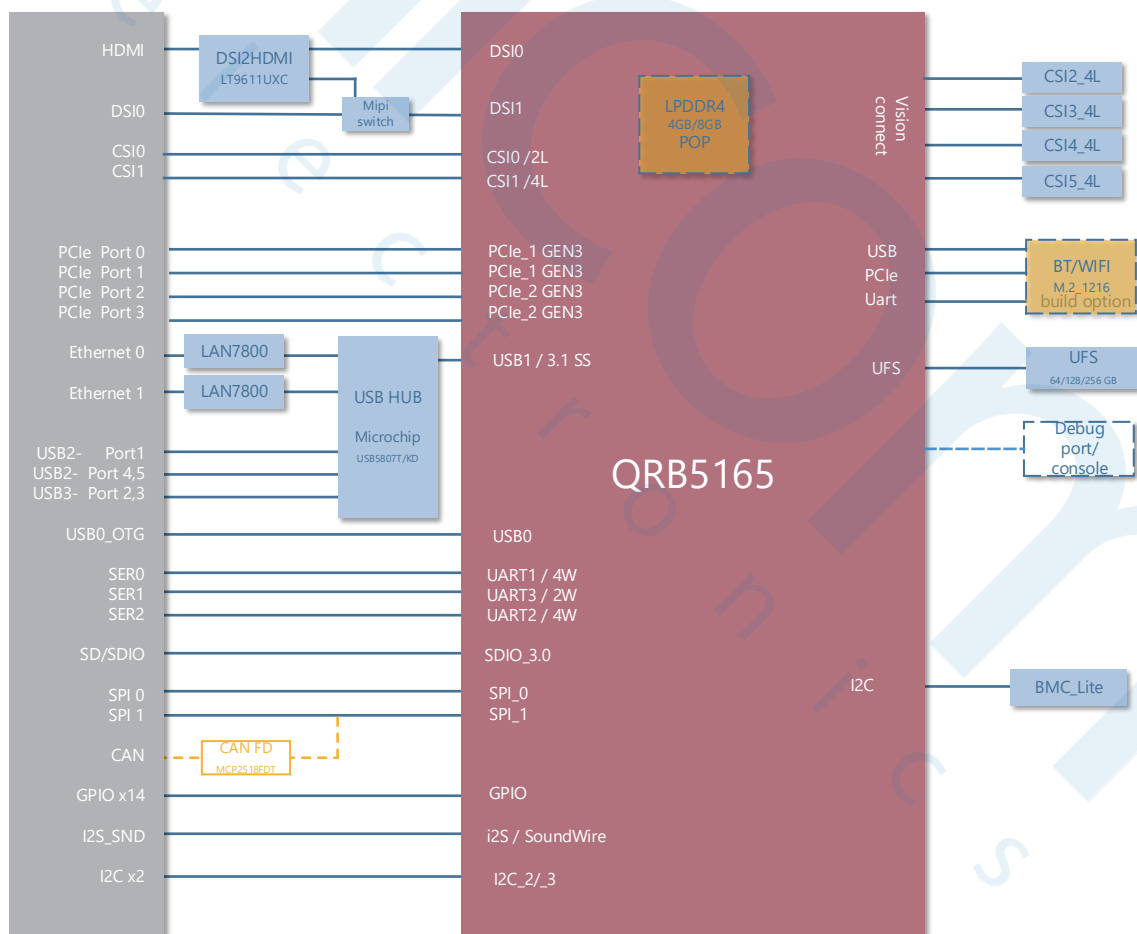 HDMI
DSI0
CSI0
CSI1
PCIe Port 0
PCIe Port 1
PCIe Port 2
PCIe Port 3
Ethernet 0
Ethernet 1
USB2- Port1
USB2- Port 4,5
USB3- Port 2,3
USB0_OTG
SER0
SER1
SER2
SD/SDIO
SPI 0
SPI 1
CAN
GPIO x14
I2S_SND
I2C x2
DSI2HDMI
LT9611UXC
Mipi
switch
LAN7800
LAN7800
USB HUB
Microchip
USB5807T/KD
CAN FD
MCP2518FDT
DSI0
DSI1
CSI0 /2L
CSI1 /4L
PCIe_1 GEN3
PCIe_1 GEN3
PCIe_2 GEN3
PCIe_2 GEN3
USB1 / 3.1 SS
USB0
UART1 / 4W
UART3 / 2W
UART2 / 4W
SDIO_3.0
SPI_0
SPI_1
GPIO
i2S / SoundWire
I2C_2/_3
LPDDR4
4GB/8GB
POP
QRB5165
Vision
connect
USB
PCIe
Uart
UFS
I2C
CSI2_4L
CSI3_4L
CSI4_4L
CSI5_4L
BT/WIFI
M.2_1216
build option
UFS
64/128/256 GB
Debug
port/
console
BMC_Lite